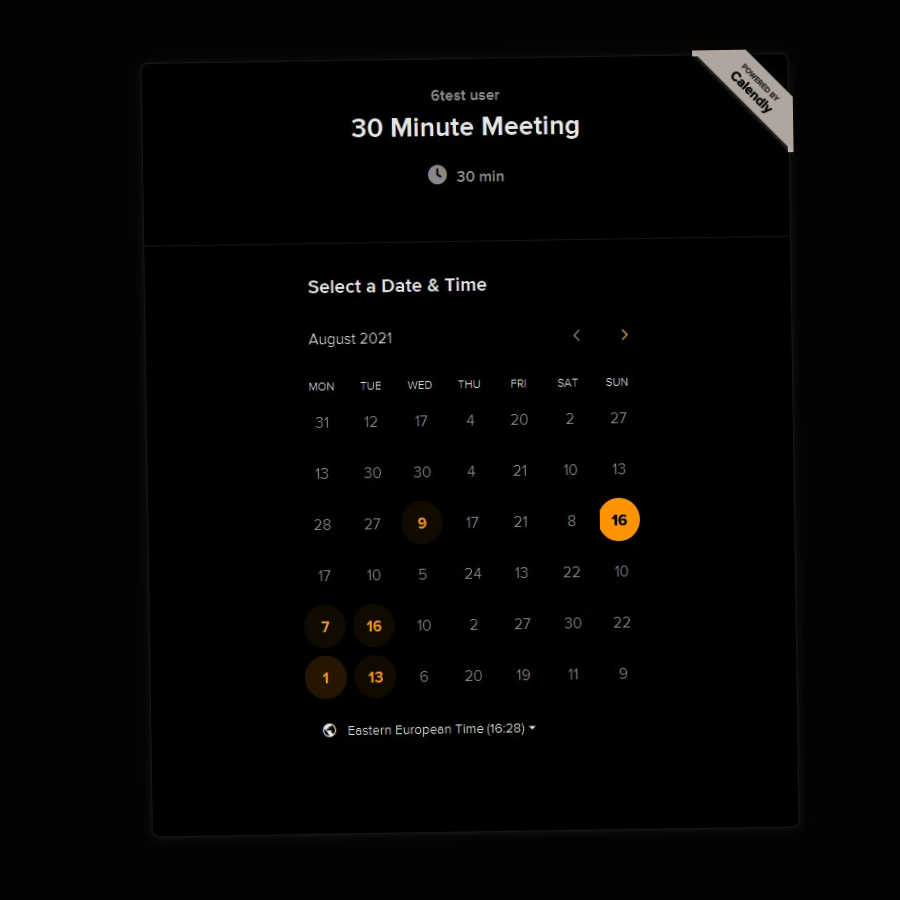 POWERED BY
Calendly
6test user
30 Minute Meeting
30 min
Select a Date & Time
August 2021
MON TUE WED THU FRI SAT SUN
31 12 17 4 20 2 27
13 30 30 4 21 10 13
28 27 9 17 21 8 16
17 10 5 24 13 22 10
7 16 10 2 27 30 22
1 13 6 20 19 11 9
Eastern European Time (16:28)